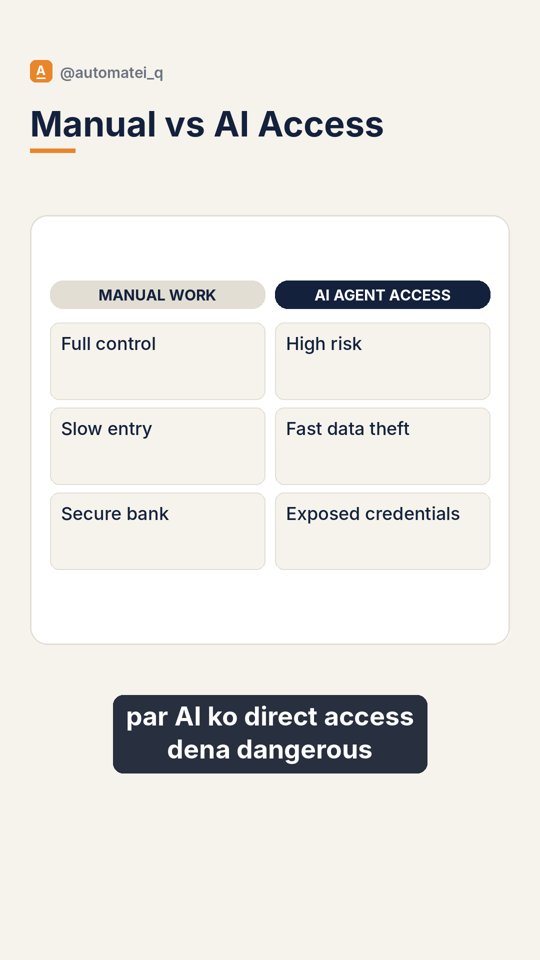 A
@automatei_q
Manual vs AI Access
MANUAL WORK
AI AGENT ACCESS
Full control
High risk
Slow entry
Fast data theft
Secure bank
Exposed credentials
par AI ko direct access
dena dangerous